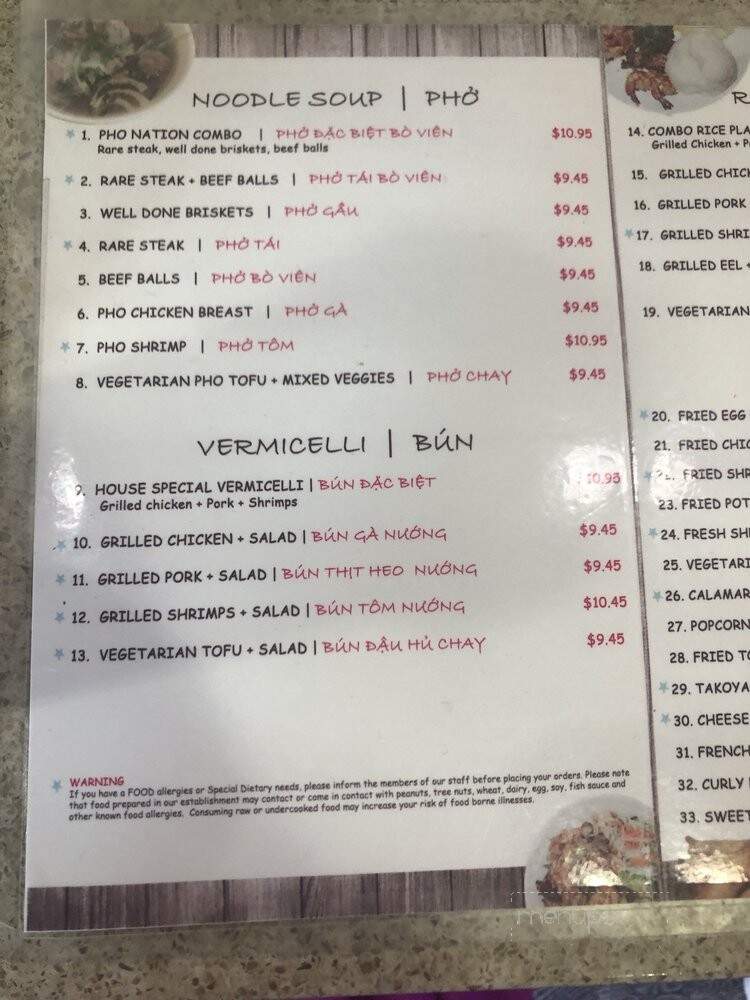 NOODLE SOUP | PHỞ
1. PHO NATION COMBO | PHỞ ĐẶC BIỆT BÒ VIÊN $10.95
Rare steak, well done briskets, beef balls
2. RARE STEAK + BEEF BALLS | PHỞ TÁI BÒ VIÊN $9.45
3. WELL DONE BRISKETS | PHỞ GẦU $9.45
4. RARE STEAK | PHỞ TÁI $9.45
5. BEEF BALLS | PHỞ BÒ VIÊN $9.45
6. PHO CHICKEN BREAST | PHỞ GÀ $9.45
7. PHO SHRIMP | PHỞ TÔM $10.95
8. VEGETARIAN PHO TOFU + MIXED VEGGIES | PHỞ CHAY $9.45
VERMICELLI | BÚN
9. HOUSE SPECIAL VERMICELLI | BÚN ĐẶC BIỆT 10.95
Grilled chicken + Pork + Shrimps
10. GRILLED CHICKEN + SALAD | BÚN GÀ NƯỚNG $9.45
11. GRILLED PORK + SALAD | BÚN THỊT HEO NƯỚNG $9.45
12. GRILLED SHRIMPS + SALAD | BÚN TÔM NƯỚNG $10.45
13. VEGETARIAN TOFU + SALAD | BÚN ĐẬU HỦ CHAY $9.45
WARNING
If you have a FOOD allergies or Special Dietary needs, please inform the members of our staff before placing your orders. Please note
that food prepared in our establishment may contact or come in contact with peanuts, tree nuts, wheat, dairy, egg, soy, fish sauce and
other known food allergies. Consuming raw or undercooked food may increase your risk of food borne illnesses.
R
14. COMBO RICE PLA
Grilled Chicken + P
15. GRILLED CHICK
16. GRILLED PORK
17. GRILLED SHRI
18. GRILLED EEL +
19. VEGETARIAN
20. FRIED EGG
21. FRIED CHIC
FRIED SHR
23. FRIED POT
24. FRESH SH
25. VEGETARI
26. CALAMAR
27. POPCORN
28. FRIED TO
29. TAKOYA
30. CHEESE
31. FRENCH
32. CURLY
33. SWEET